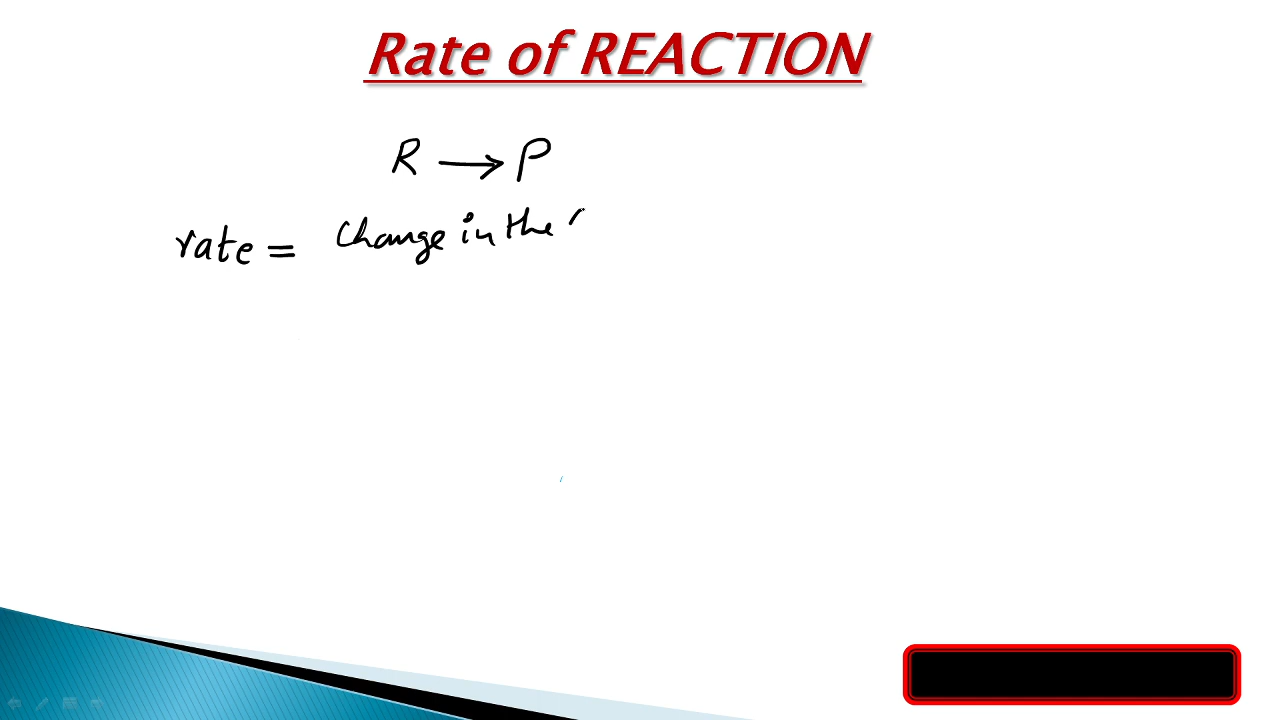 Rate of REACTION
R → P
rate = Change in the